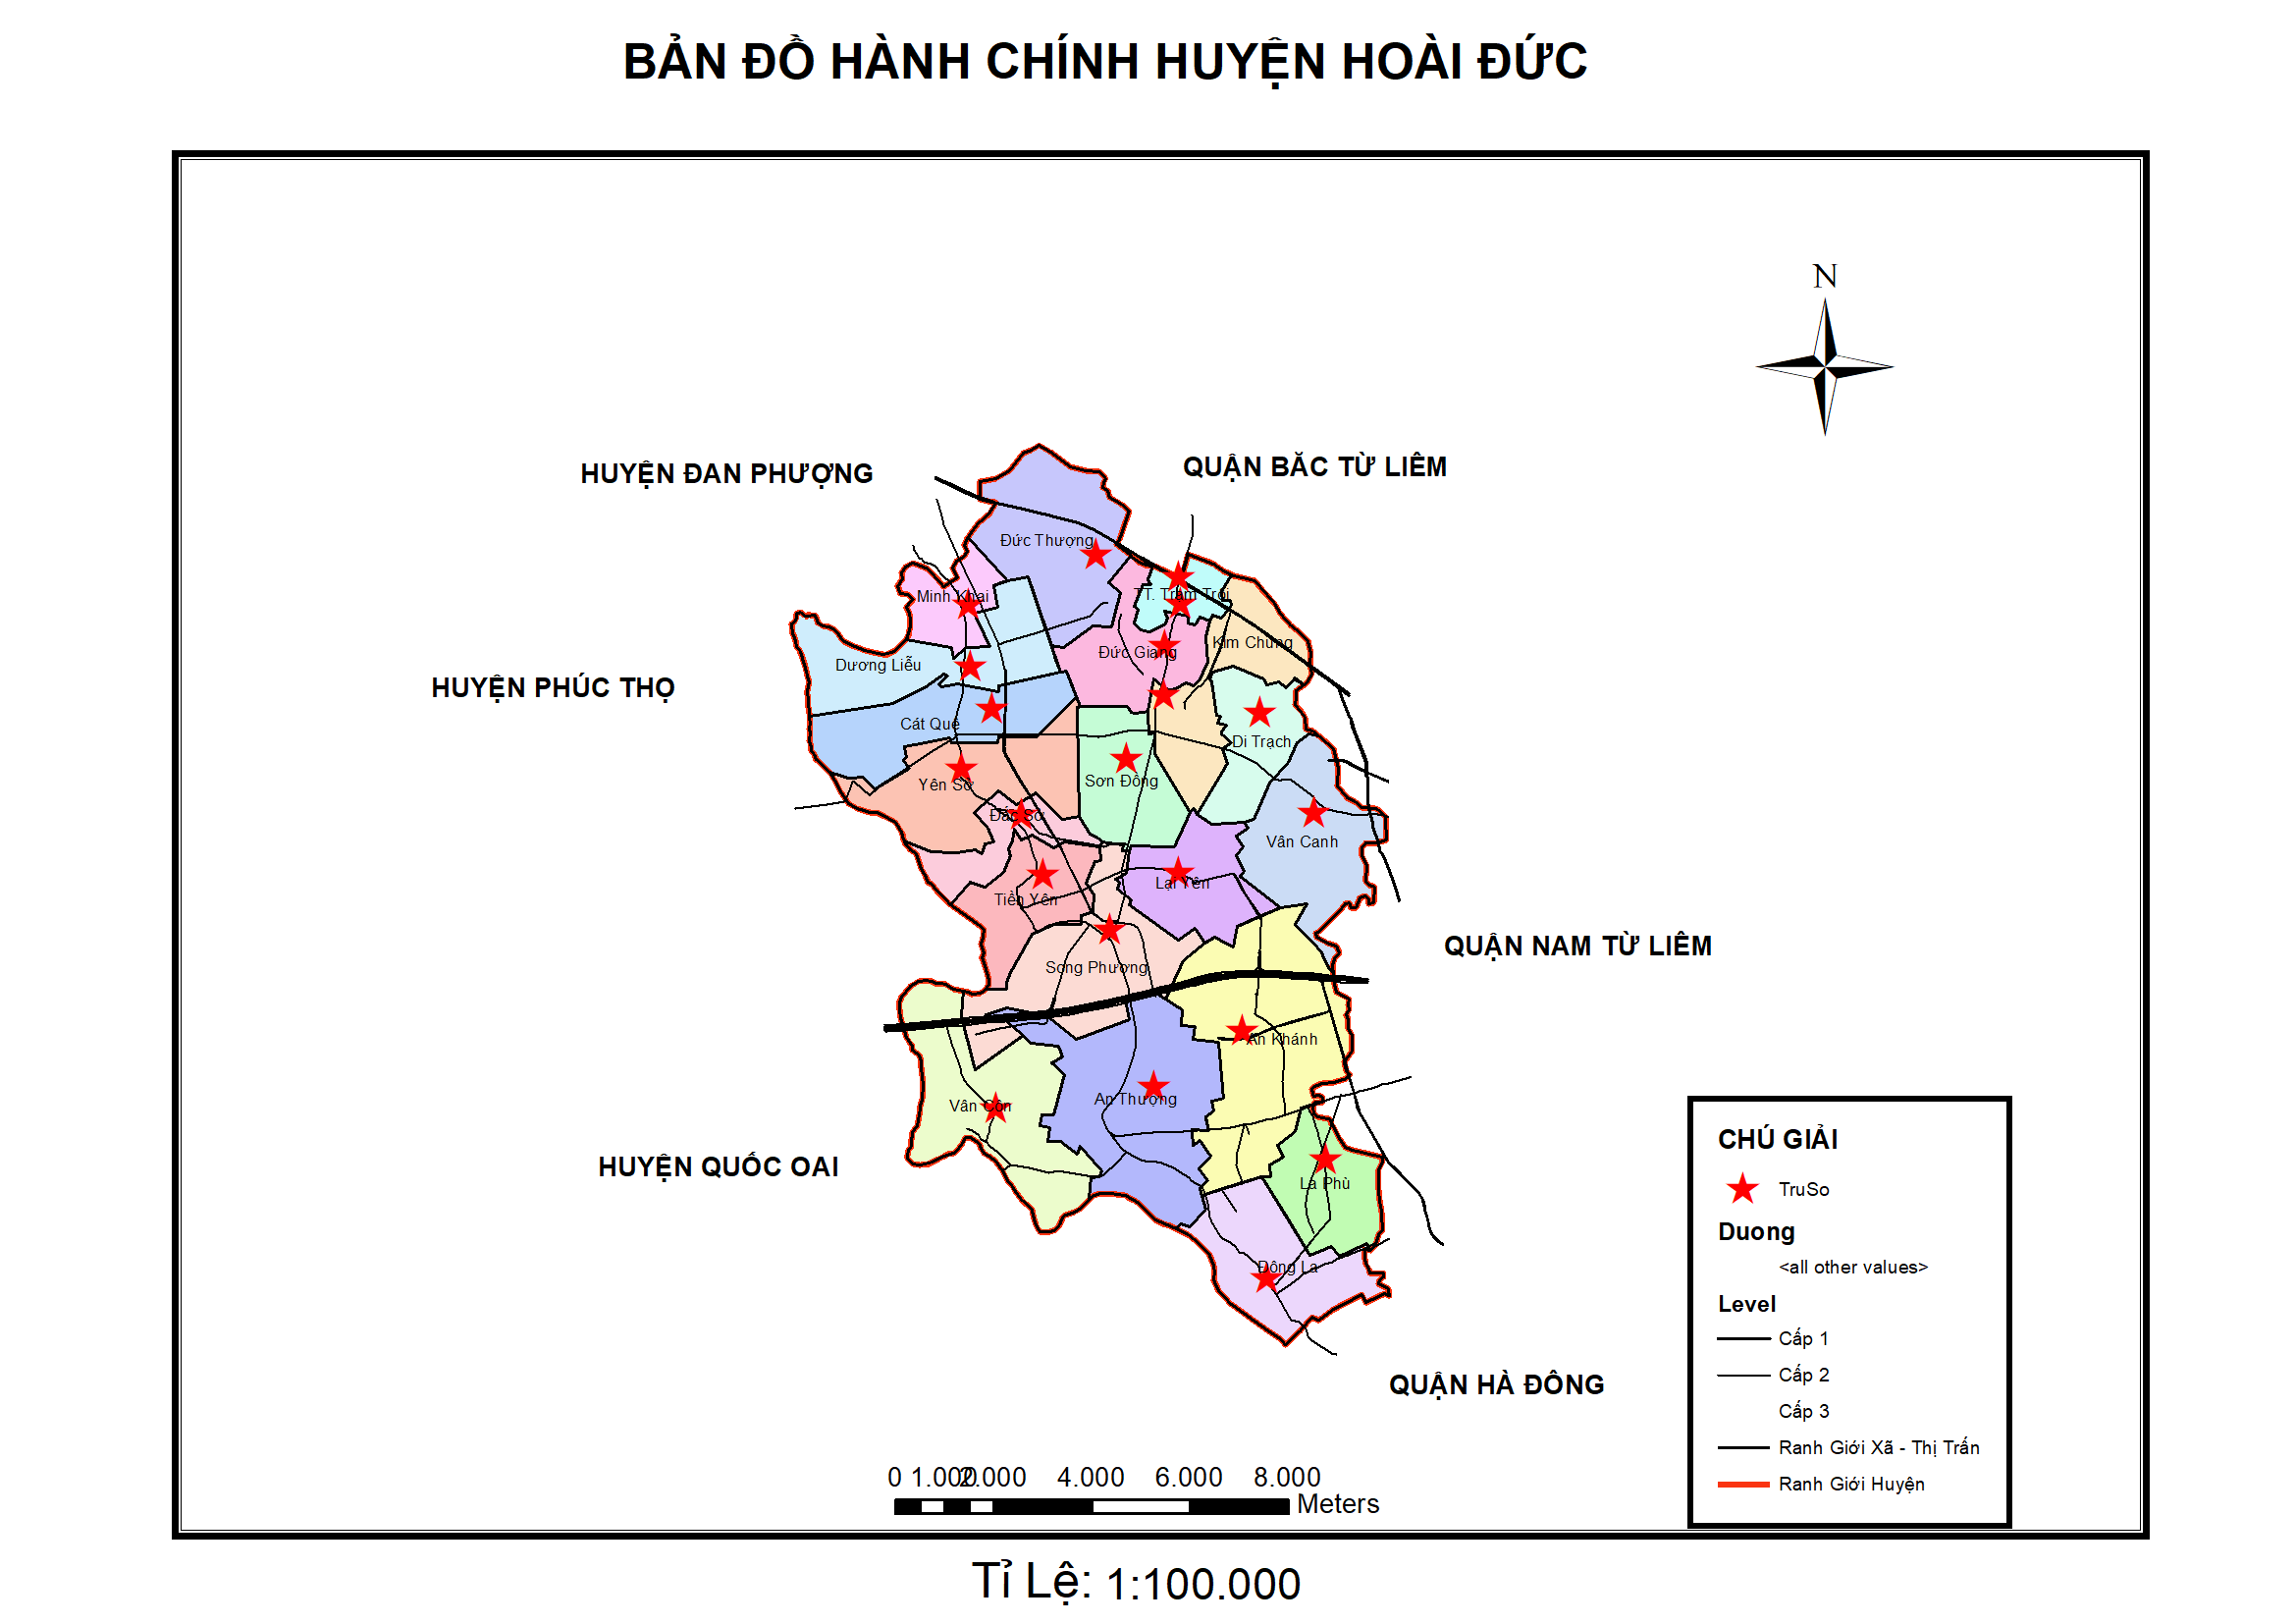 BẢN ĐỒ HÀNH CHÍNH HUYỆN HOÀI ĐỨC
N
HUYỆN ĐAN PHƯỢNG
QUẬN BĂC TỪ LIÊM
Đức Thượng
Minh Khai
TT. Trạm Trôi
Kim Chung
Đức Giang
Dương Liễu
HUYỆN PHÚC THỌ
Cát Quế
Di Trạch
Sơn Đồng
Yên Sở
Đắc Sở
Vân Canh
Lại Yên
Tiền Yên
QUẬN NAM TỪ LIÊM
Song Phương
An Khánh
Vân Côn
An Thượng
HUYỆN QUỐC OAI
La Phù
Đông La
QUẬN HÀ ĐÔNG
CHÚ GIẢI
TruSo
Duong
<all other values>
Level
Cấp 1
Cấp 2
Cấp 3
Ranh Giới Xã - Thị Trấn
Ranh Giới Huyện
0 1.000 2.000 4.000 6.000 8.000
Meters
Tỉ Lệ: 1:100.000